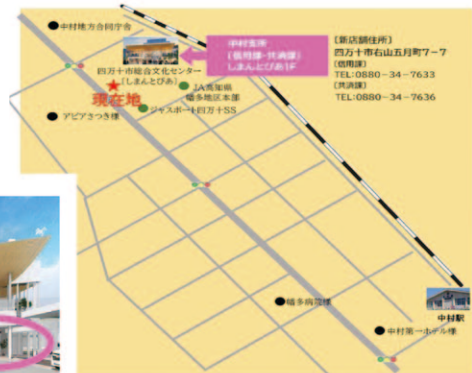 中村地方合同庁舎
中村支所
(信用課・共済課)
しまんとぴあ1F
【新店舗住所】
四万十市右山五月町7-7
(信用課)
TEL:0880-34-7633
(共済課)
TEL:0880-34-7636
四万十市総合文化センター
「しまんとぴあ」
現在地
JA高知県
幡多地区本部
ジャスポート四万十SS
アピアさつき様
幡多病院様
中村駅
中村第一ホテル様